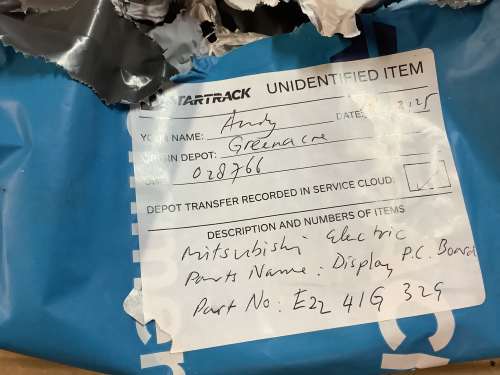 STARTRACK UNIDENTIFIED ITEM
YOUR NAME: Andy DATE:
DEPOT: Greenacre
028766
DEPOT TRANSFER RECORDED IN SERVICE CLOUD:
DESCRIPTION AND NUMBERS OF ITEMS
Mitsubishi Electric
Parts Name: Display P.C. Board
Part No: E22 41G 329